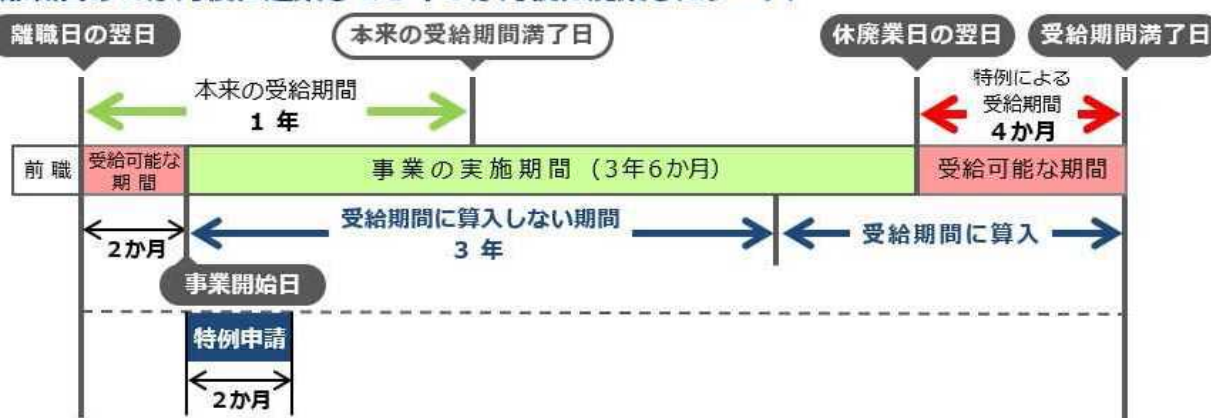 離職日の翌日
本来の受給期間満了日
休廃業日の翌日
受給期間満了日
本来の受給期間
1 年
特例による
受給期間
4か月
前 職
受給可能な
期 間
事 業 の 実 施 期 間 (3年6か月)
受給可能な期間
2か月
受給期間に算入しない期間
3 年
受給期間に算入
事業開始日
特例申請
2か月